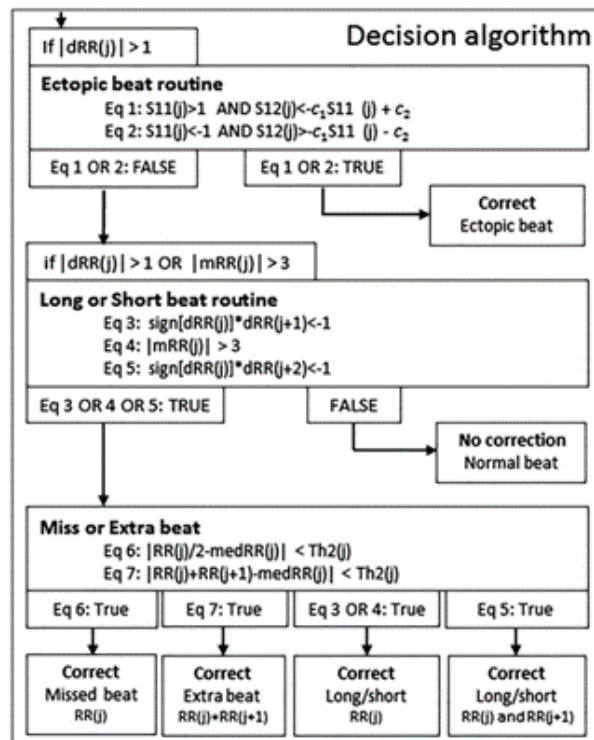 Decision algorithm
If |dRR(j)| > 1
Ectopic beat routine
Eq 1: S11(j)>1 AND S12(j)<-c₁S11 (j) + c₂
Eq 2: S11(j)<-1 AND S12(j)>-c₁S11 (j) - c₂
Eq 1 OR 2: FALSE
Eq 1 OR 2: TRUE
Correct
Ectopic beat
if |dRR(j)| > 1 OR |mRR(j)| > 3
Long or Short beat routine
Eq 3: sign[dRR(j)]*dRR(j+1)<-1
Eq 4: |mRR(j)| > 3
Eq 5: sign[dRR(j)]*dRR(j+2)<-1
Eq 3 OR 4 OR 5: TRUE
FALSE
No correction
Normal beat
Miss or Extra beat
Eq 6: |RR(j)/2-medRR(j)| < Th2(j)
Eq 7: |RR(j)+RR(j+1)-medRR(j)| < Th2(j)
Eq 6: True
Eq 7: True
Eq 3 OR 4: True
Eq 5: True
Correct
Missed beat
RR(j)
Correct
Extra beat
RR(j)+RR(j+1)
Correct
Long/short
RR(j)
Correct
Long/short
RR(j) and RR(j+1)